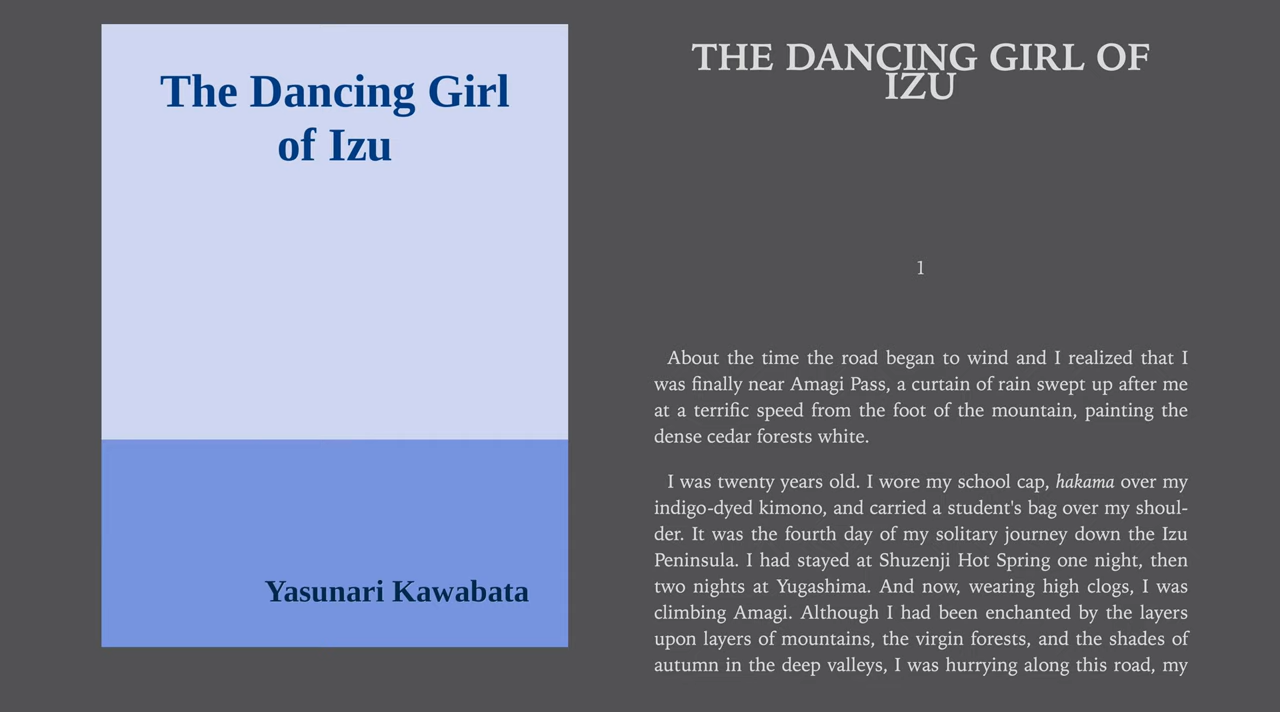 The Dancing Girl
of Izu
Yasunari Kawabata
THE DANCING GIRL OF
IZU
1
About the time the road began to wind and I realized that I
was finally near Amagi Pass, a curtain of rain swept up after me
at a terrific speed from the foot of the mountain, painting the
dense cedar forests white.
I was twenty years old. I wore my school cap, hakama over my
indigo-dyed kimono, and carried a student's bag over my shoul-
der. It was the fourth day of my solitary journey down the Izu
Peninsula. I had stayed at Shuzenji Hot Spring one night, then
two nights at Yugashima. And now, wearing high clogs, I was
climbing Amagi. Although I had been enchanted by the layers
upon layers of mountains, the virgin forests, and the shades of
autumn in the deep valleys, I was hurrying along this road, my